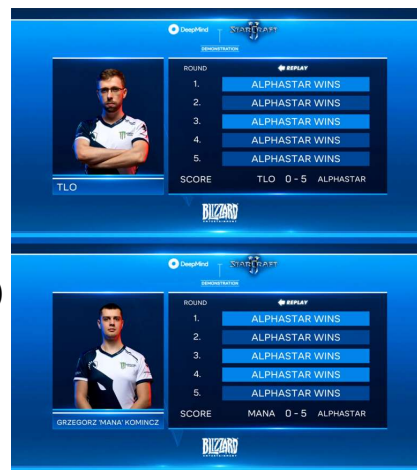 DeepMind STARCRAFT
DEMONSTRATION
ROUND REPLAY
1. ALPHASTAR WINS
2. ALPHASTAR WINS
3. ALPHASTAR WINS
4. ALPHASTAR WINS
5. ALPHASTAR WINS
SCORE TLO 0 - 5 ALPHASTAR
TLO
BLIZZARD
ENTERTAINMENT
DeepMind STARCRAFT
DEMONSTRATION
ROUND REPLAY
1. ALPHASTAR WINS
2. ALPHASTAR WINS
3. ALPHASTAR WINS
4. ALPHASTAR WINS
5. ALPHASTAR WINS
SCORE MANA 0 - 5 ALPHASTAR
GRZEGORZ 'MANA' KOMINCZ
BLIZZARD
ENTERTAINMENT